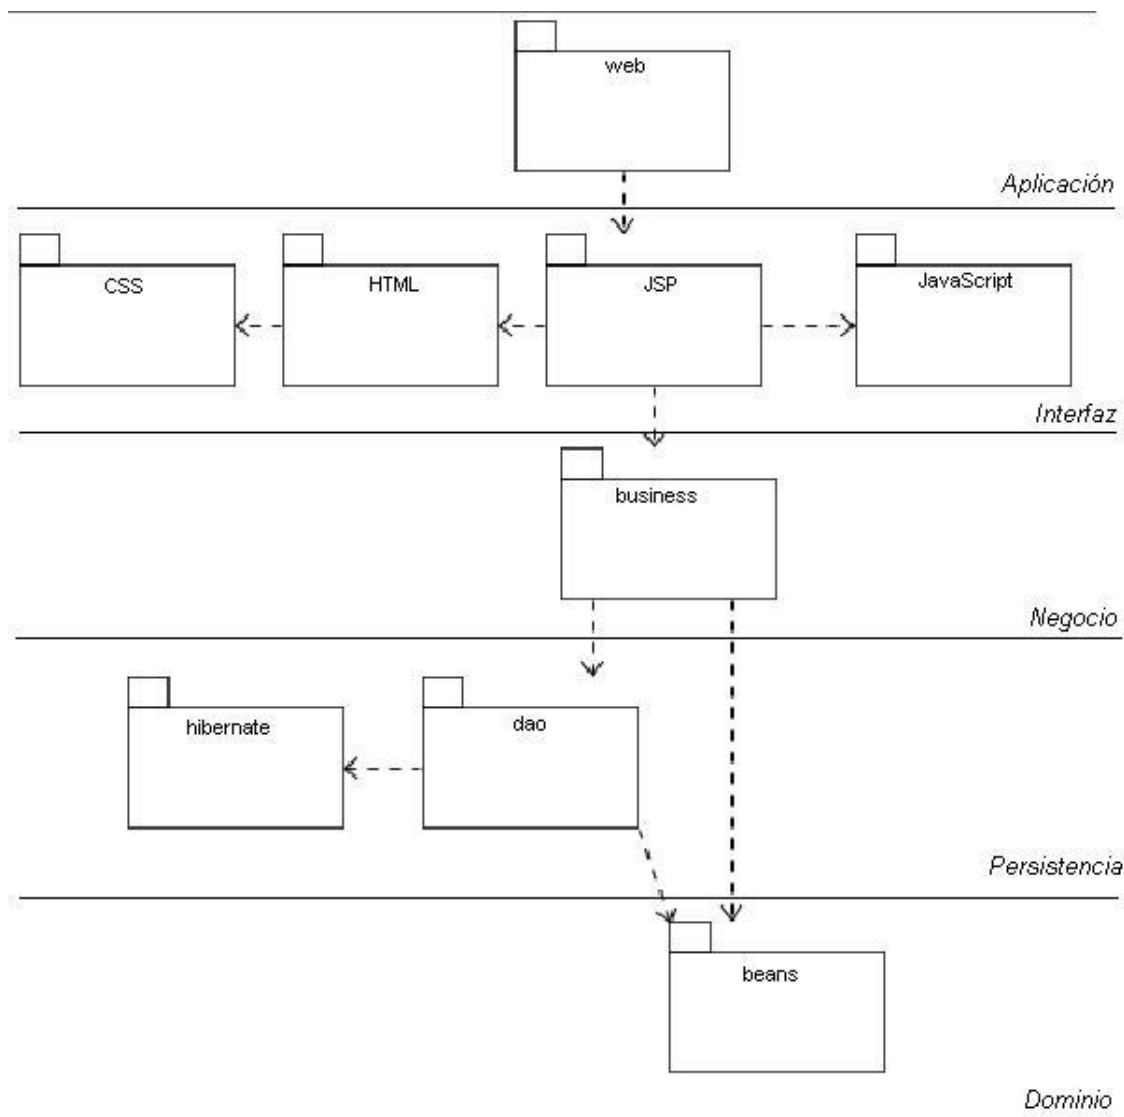 web
Aplicación
CSS
HTML
JSP
JavaScript
Interfaz
business
Negocio
hibernate
dao
Persistencia
beans
Dominio